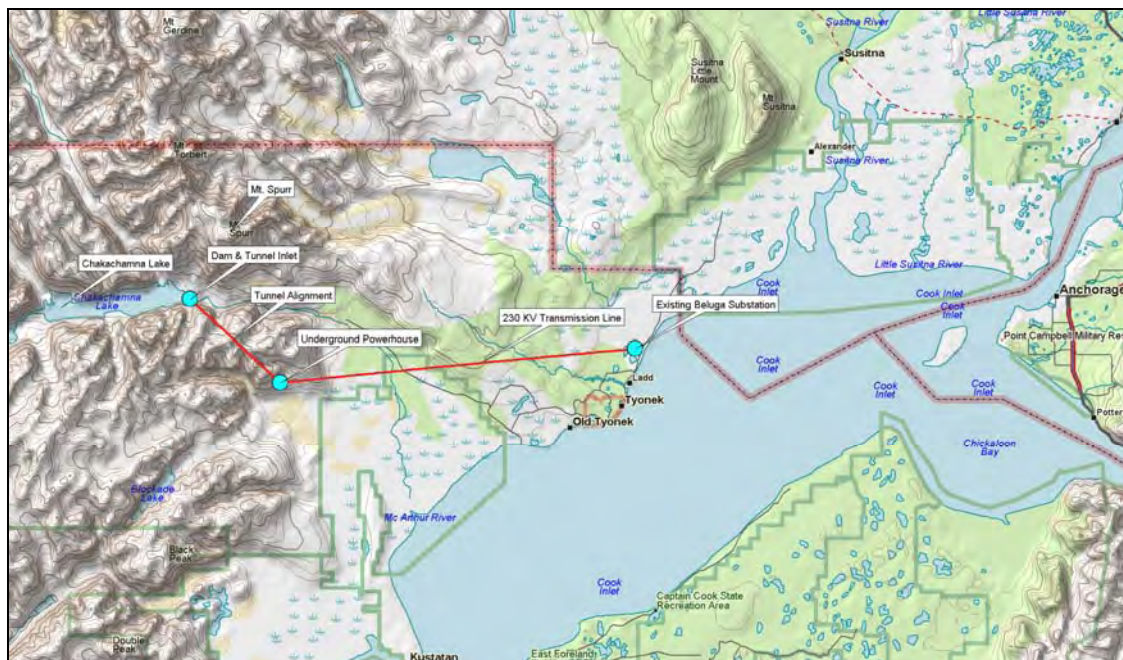 Mt
Gerdine
Susitna
River
Little Susitna
River
Susitna
Susitna
Little
Mount
Mt
Susitna
Alexander
Susitna
River
Mt
Torbert
Mt. Spurr
Mt
Spurr
Dam & Tunnel Inlet
Chakachamna Lake
Chakachamna
Lake
Tunnel Alignment
230 KV Transmission Line
Existing Beluga Substation
Underground Powerhouse
Little Susitna
River
Cook
Inlet
Cook Inlet
Cook
Inlet
Anchorage
Point Campbell Military Res
Cook
Inlet
Cook
Inlet
Cook
Inlet
Potter
Ladd
Tyonek
Old Tyonek
Chickaloon
Bay
Blockade
Lake
Mc Arthur River
Black
Peak
Cook
Inlet
Captain Cook State
Recreation Area
Double
Peak
Kustatan
East Foreland